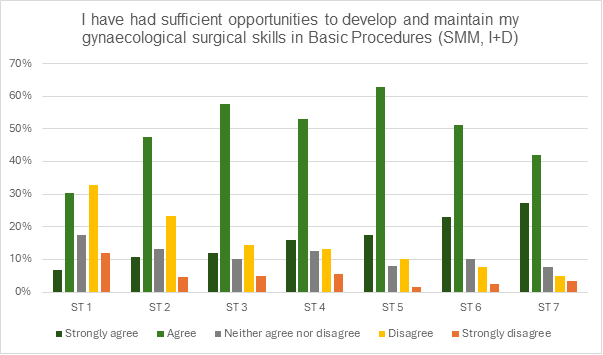 I have had sufficient opportunities to develop and maintain my
gynaecological surgical skills in Basic Procedures (SMM, I+D)
70%
60%
50%
40%
30%
20%
10%
0%
ST 1 ST 2 ST 3 ST 4 ST 5 ST 6 ST 7
Strongly agree Agree Neither agree nor disagree Disagree Strongly disagree